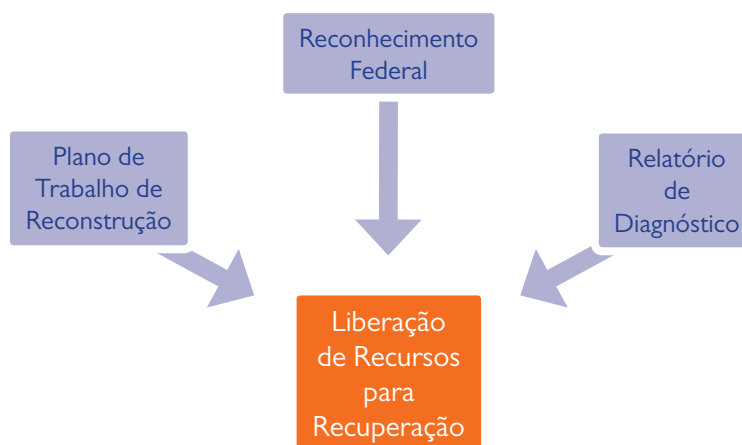 Reconhecimento
Federal
Plano de
Trabalho de
Reconstrução
Relatório
de
Diagnóstico
Liberação
de Recursos
para
Recuperação